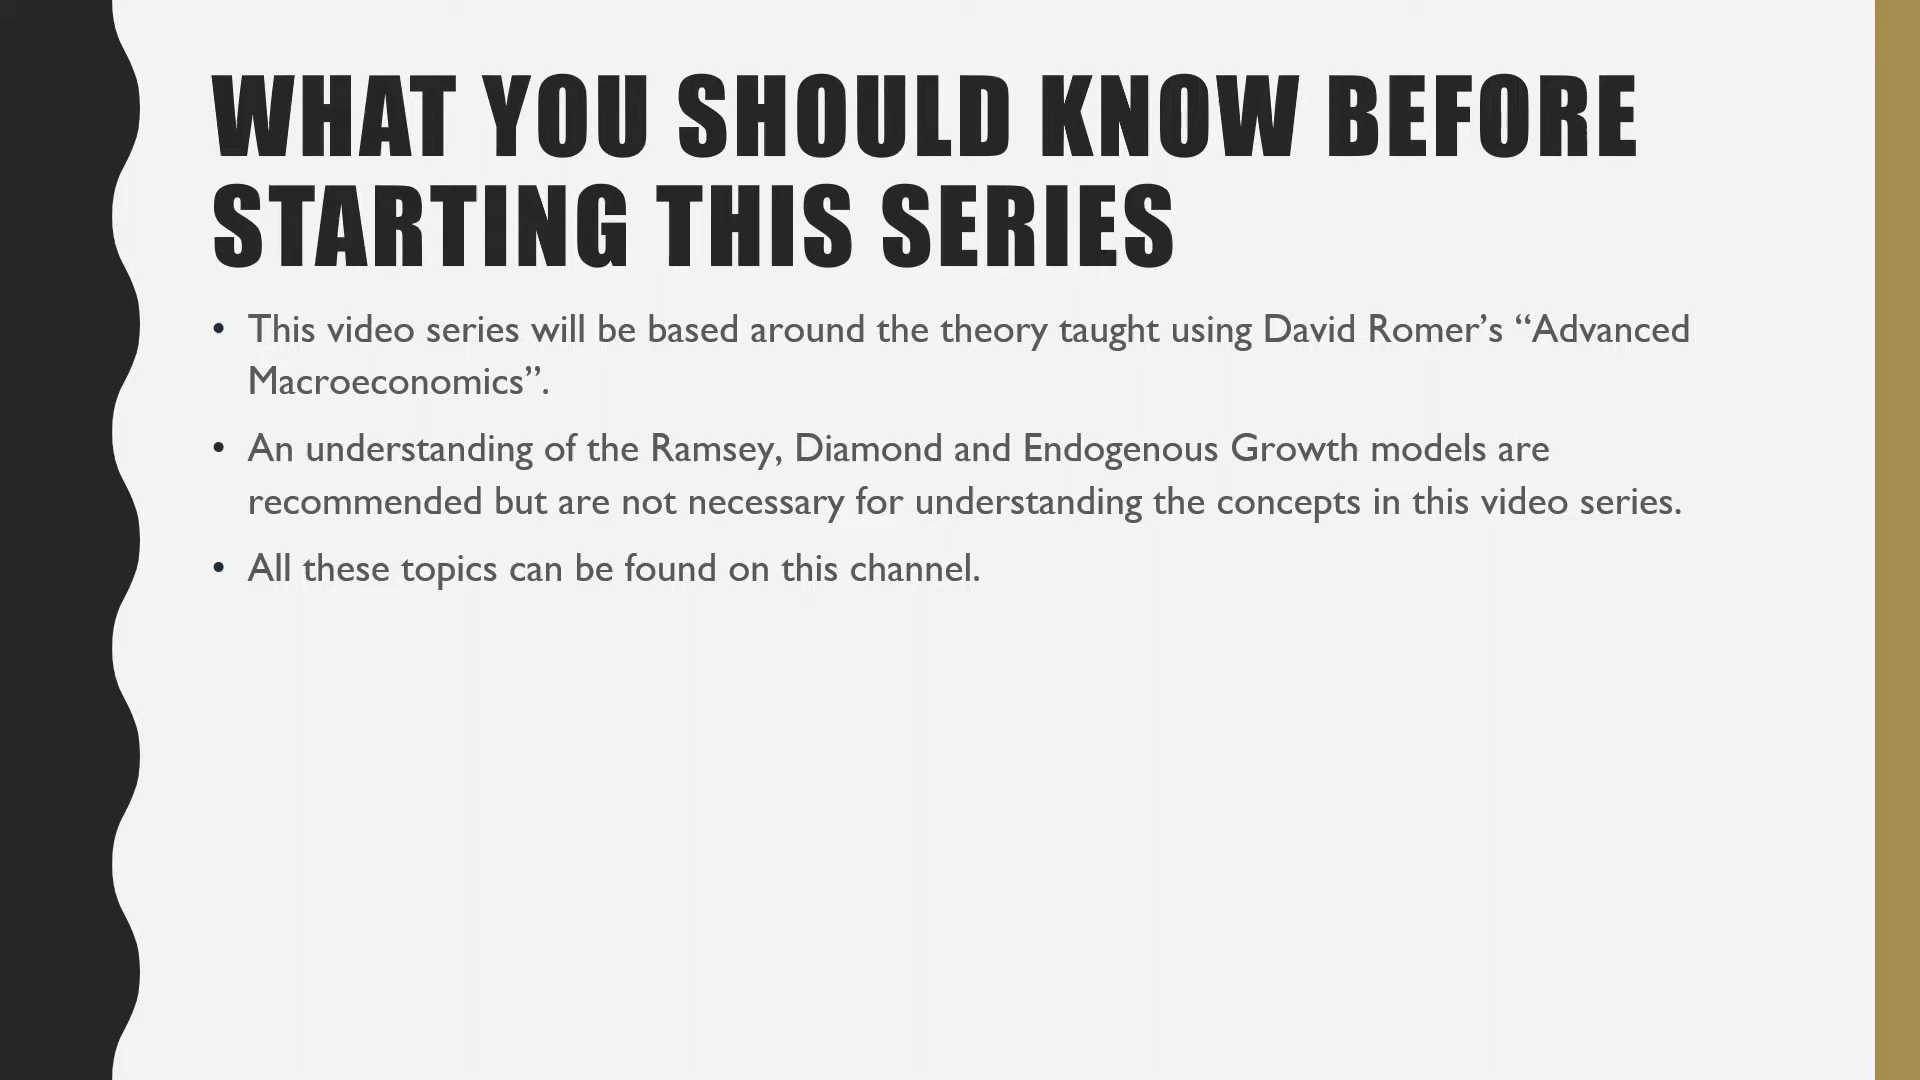 WHAT YOU SHOULD KNOW BEFORE
STARTING THIS SERIES
• This video series will be based around the theory taught using David Romer’s “Advanced
Macroeconomics”.
• An understanding of the Ramsey, Diamond and Endogenous Growth models are
recommended but are not necessary for understanding the concepts in this video series.
• All these topics can be found on this channel.